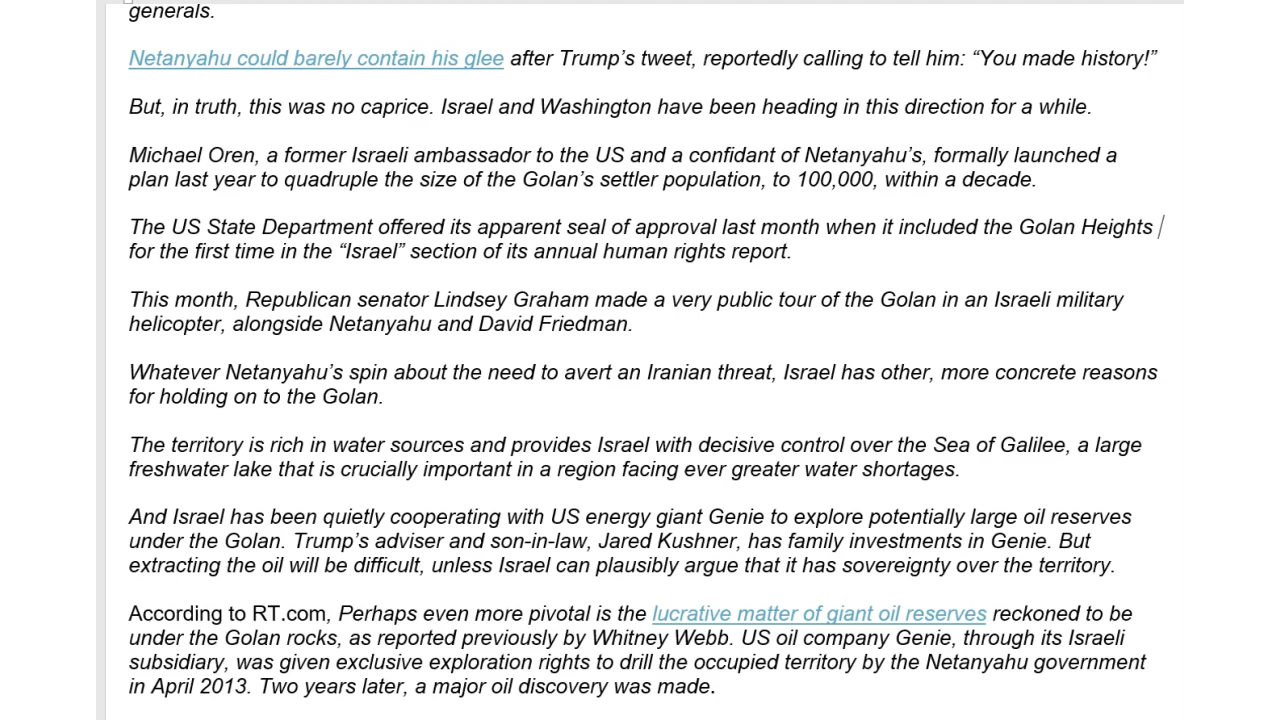 generals.
Netanyahu could barely contain his glee after Trump’s tweet, reportedly calling to tell him: “You made history!”
But, in truth, this was no caprice. Israel and Washington have been heading in this direction for a while.
Michael Oren, a former Israeli ambassador to the US and a confidant of Netanyahu’s, formally launched a
plan last year to quadruple the size of the Golan’s settler population, to 100,000, within a decade.
The US State Department offered its apparent seal of approval last month when it included the Golan Heights
for the first time in the “Israel” section of its annual human rights report.
This month, Republican senator Lindsey Graham made a very public tour of the Golan in an Israeli military
helicopter, alongside Netanyahu and David Friedman.
Whatever Netanyahu’s spin about the need to avert an Iranian threat, Israel has other, more concrete reasons
for holding on to the Golan.
The territory is rich in water sources and provides Israel with decisive control over the Sea of Galilee, a large
freshwater lake that is crucially important in a region facing ever greater water shortages.
And Israel has been quietly cooperating with US energy giant Genie to explore potentially large oil reserves
under the Golan. Trump’s adviser and son-in-law, Jared Kushner, has family investments in Genie. But
extracting the oil will be difficult, unless Israel can plausibly argue that it has sovereignty over the territory.
According to RT.com, Perhaps even more pivotal is the lucrative matter of giant oil reserves reckoned to be
under the Golan rocks, as reported previously by Whitney Webb. US oil company Genie, through its Israeli
subsidiary, was given exclusive exploration rights to drill the occupied territory by the Netanyahu government
in April 2013. Two years later, a major oil discovery was made.